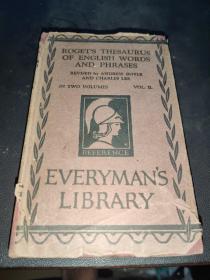 ROGET'S THESAURUS
OF ENGLISH WORDS
AND PHRASES
REVISED by ANDREW BOYLE
AND CHARLES LEE
IN TWO VOLUMES VOL. II.
REFERENCE
EVERYMAN'S
LIBRARY